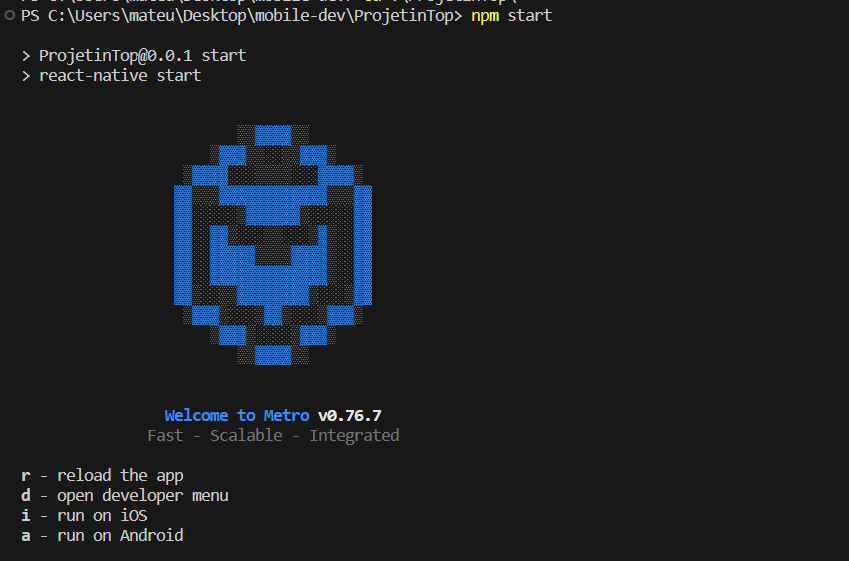 PS C:\Users\mateu\Desktop\mobile-dev\ProjetinTop> npm start
> ProjetinTop@0.0.1 start
> react-native start
Welcome to Metro v0.76.7
Fast - Scalable - Integrated
r - reload the app
d - open developer menu
i - run on iOS
a - run on Android